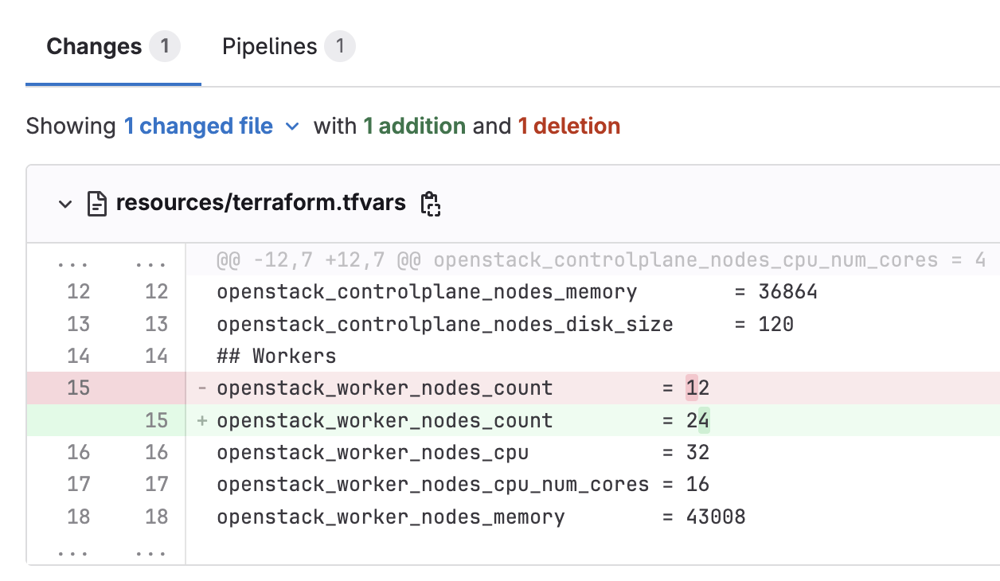 Changes 1 Pipelines 1
Showing 1 changed file with 1 addition and 1 deletion
resources/terraform.tfvars
... ... @@ -12,7 +12,7 @@ openstack_controlplane_nodes_cpu_num_cores = 4
12 12 openstack_controlplane_nodes_memory = 36864
13 13 openstack_controlplane_nodes_disk_size = 120
14 14 ## Workers
15 - openstack_worker_nodes_count = 12
15 + openstack_worker_nodes_count = 24
16 16 openstack_worker_nodes_cpu = 32
17 17 openstack_worker_nodes_cpu_num_cores = 16
18 18 openstack_worker_nodes_memory = 43008
... ...